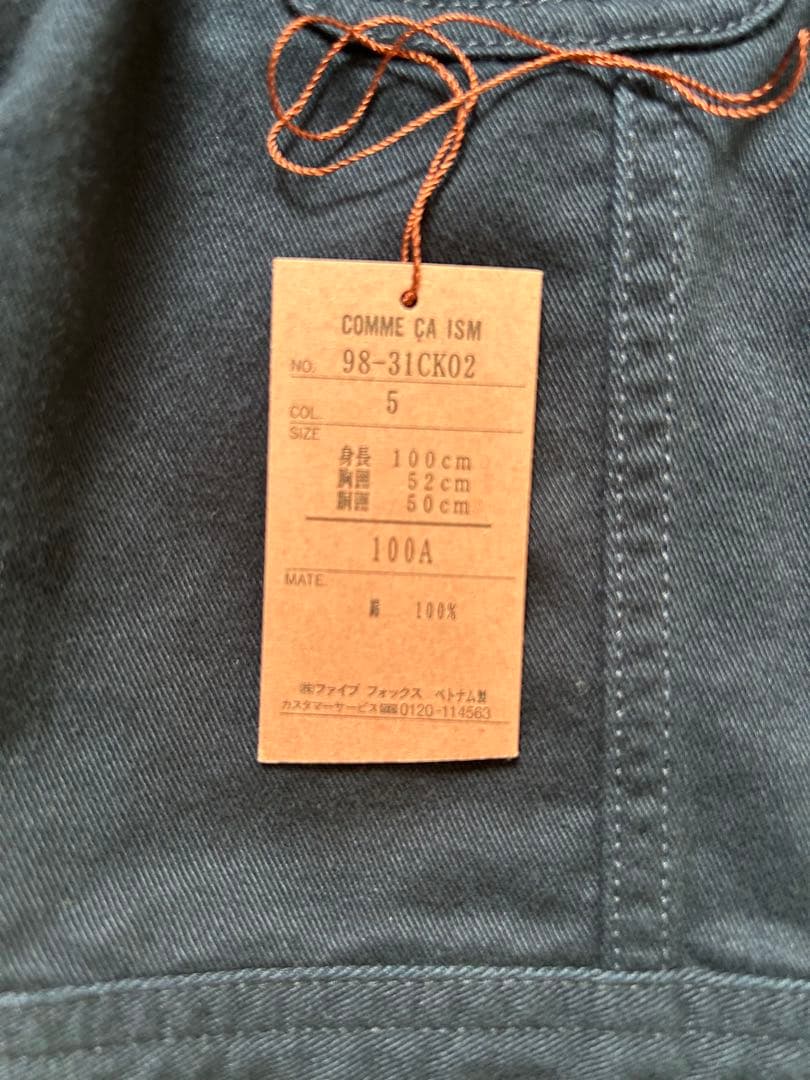 COMME ÇA ISM
NO. 98-31CK02
COL. 5
SIZE
身長 100cm
胸囲 52cm
胴囲 50cm
100A
MATE.
綿 100%
㈱ファイブ フォックス ベトナム製
カスタマーサービス 0120-114563